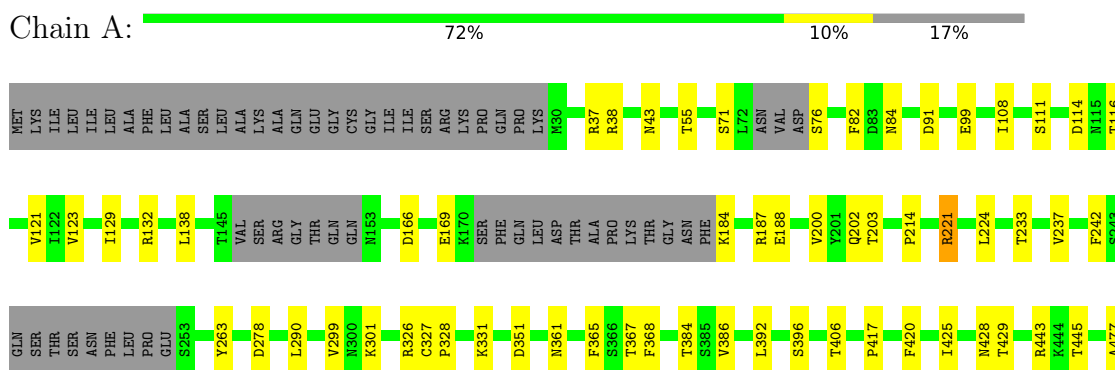 Chain A:
72% 10% 17%
MET LYS ILE LEU LEU ILE LEU ALA PHE LEU ALA SER LEU ALA LYS ALA GLN GLU GLY CYS GLY ILE ILE SER ARG LYS PRO GLN PRO LYS M30 R37 R38 N43 T55 S71 L72 ASN VAL ASP S76 F82 D83 N84 D91 E99 I108 S111 D114 N115 T116
V121 I122 V123 I129 R132 L138 T145 VAL SER ARG GLY THR GLN GLN N153 D166 E169 K170 SER PHE GLN LEU ASP THR ALA PRO LYS THR GLY ASN PHE K184 R187 E188 V200 Y201 Q202 T203 P214 R221 L224 T233 V237 F242 S243
GLN SER THR SER ASN PHE LEU PRO GLU S253 Y263 D278 L290 V299 N300 K301 R326 C327 P328 K331 D351 N361 F365 S366 T367 F368 T384 S385 V386 L392 S396 T406 P417 F420 I425 N428 T429 R443 K444 T445 A477